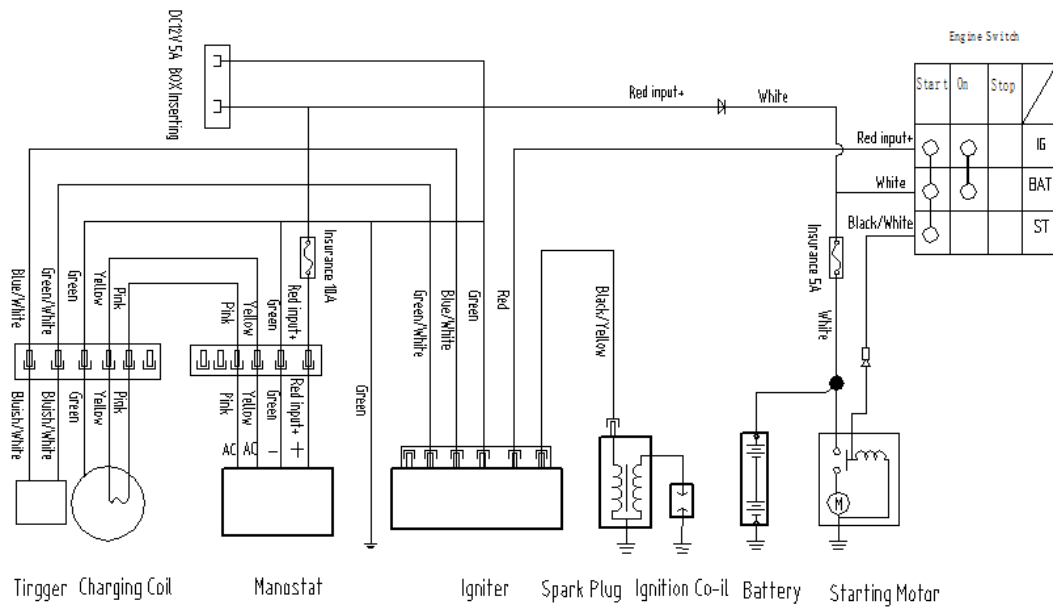 DC12V 5A BOX Inserting
Engine Switch
Start
On
Stop
IG
BAT
ST
Red input+
White
Red input+
White
Black/White
Insurance 10A
Insurance 5A
White
Blue/White
Green/White
Green
Yellow
Pink
Pink
Yellow
Green
Red input+
Green
Green/White
Blue/White
Green
Red
Black/Yellow
Bluish/White
Bluish/White
Green
Yellow
Pink
Pink
Yellow
Green
Red input+
AC
AC
-
+
M
Tirgger
Charging Coil
Manostat
Igniter
Spark Plug
Ignition Co-il
Battery
Starting Motor